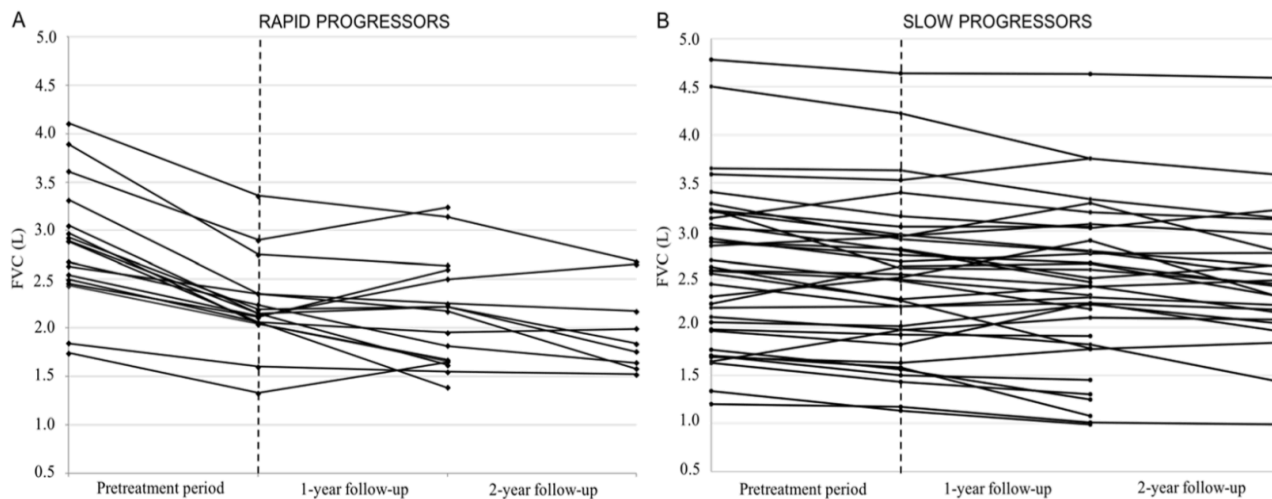 A
RAPID PROGRESSORS
5.0
4.5
4.0
3.5
3.0
2.5
2.0
1.5
1.0
0.5
FVC (L)
Pretreatment period
1-year follow-up
2-year follow-up
B
SLOW PROGRESSORS
5.0
4.5
4.0
3.5
3.0
2.5
2.0
1.5
1.0
0.5
FVC (L)
Pretreatment period
1-year follow-up
2-year follow-up